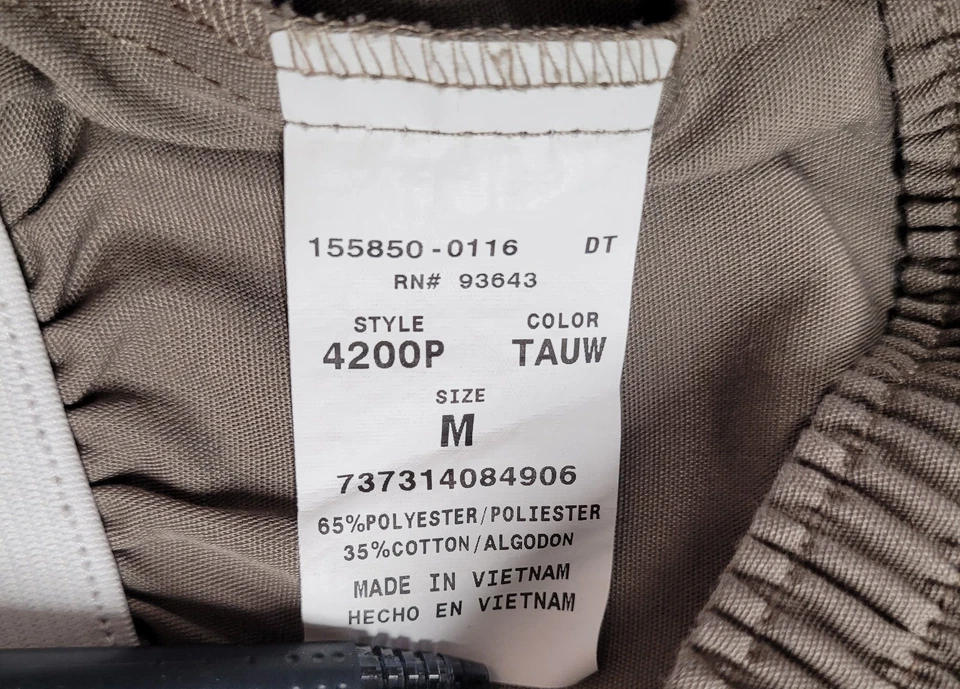 155850-0116 DT
RN# 93643
STYLE COLOR
4200P TAUW
SIZE
M
737314084906
65%POLYESTER/POLIESTER
35%COTTON/ALGODON
MADE IN VIETNAM
HECHO EN VIETNAM